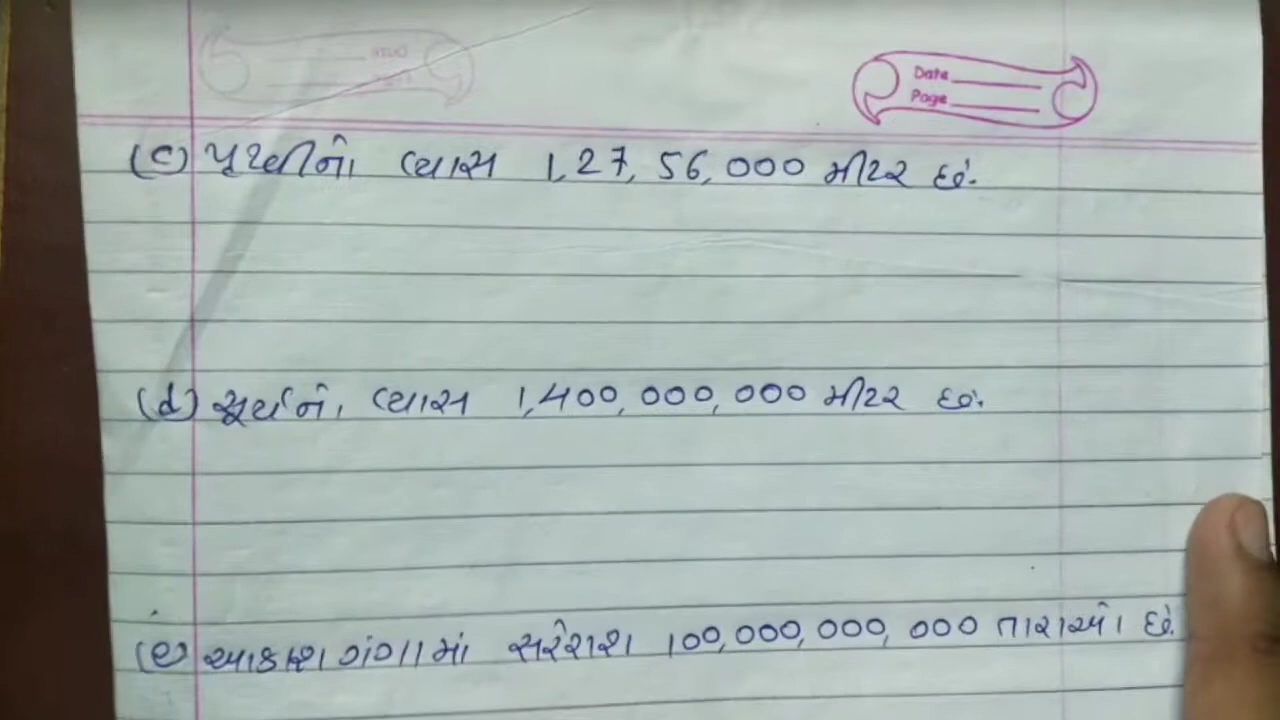 Date
Page
(c) પૃથ્વીનો વ્યાસ 1,27,56,000 મીટર છે.
(d) સૂર્યનો વ્યાસ 1,400,000,000 મીટર છે.
(e) આકાશગંગામાં સરેરાશ 100,000,000,000 તારાઓ છે.